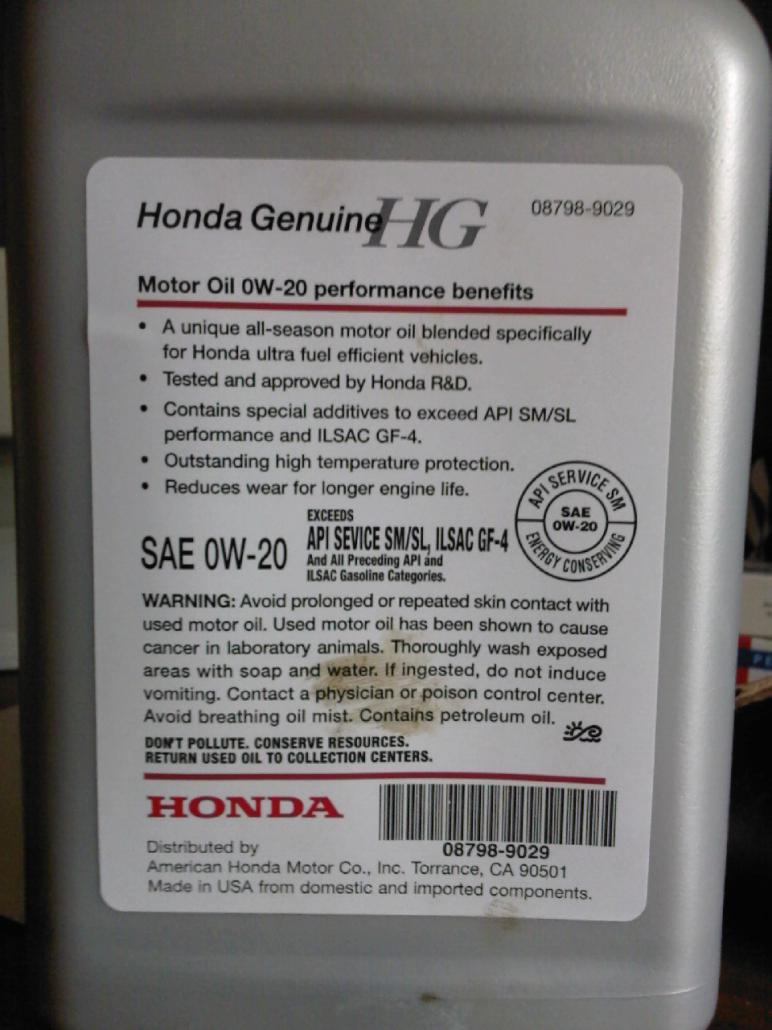 Honda Genuine HG
08798-9029
Motor Oil 0W-20 performance benefits
• A unique all-season motor oil blended specifically
for Honda ultra fuel efficient vehicles.
• Tested and approved by Honda R&D.
• Contains special additives to exceed API SM/SL
performance and ILSAC GF-4.
• Outstanding high temperature protection.
• Reduces wear for longer engine life.
SAE 0W-20
EXCEEDS
API SEVICE SM/SL, ILSAC GF-4
And All Preceding API and
ILSAC Gasoline Categories.
API SERVICE SM
SAE
0W-20
ENERGY CONSERVING
WARNING: Avoid prolonged or repeated skin contact with
used motor oil. Used motor oil has been shown to cause
cancer in laboratory animals. Thoroughly wash exposed
areas with soap and water. If ingested, do not induce
vomiting. Contact a physician or poison control center.
Avoid breathing oil mist. Contains petroleum oil.
DON'T POLLUTE. CONSERVE RESOURCES.
RETURN USED OIL TO COLLECTION CENTERS.
HONDA
08798-9029
Distributed by
American Honda Motor Co., Inc. Torrance, CA 90501
Made in USA from domestic and imported components.